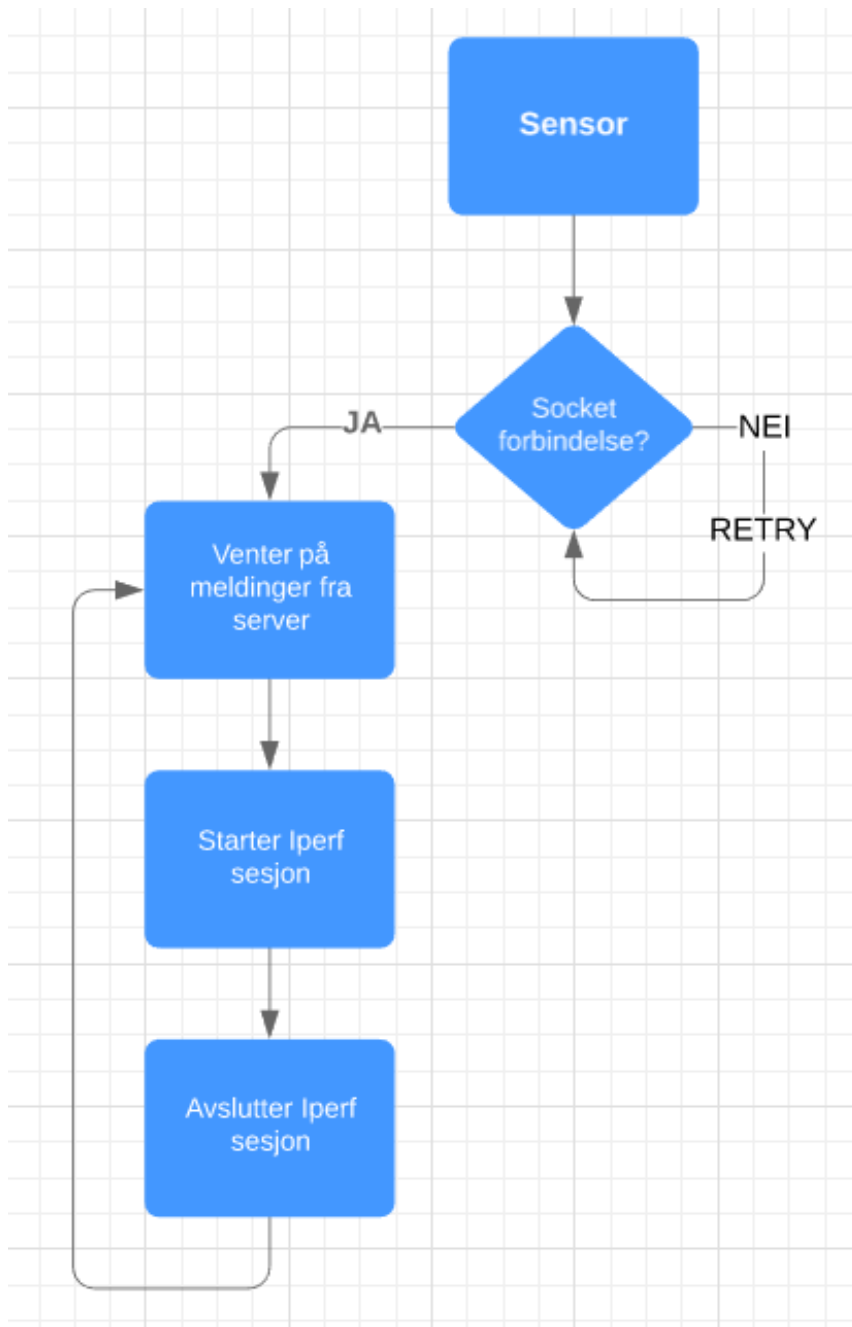 Sensor
Socket
forbindelse?
JA
NEI
RETRY
Venter på
meldinger fra
server
Starter Iperf
sesjon
Avslutter Iperf
sesjon